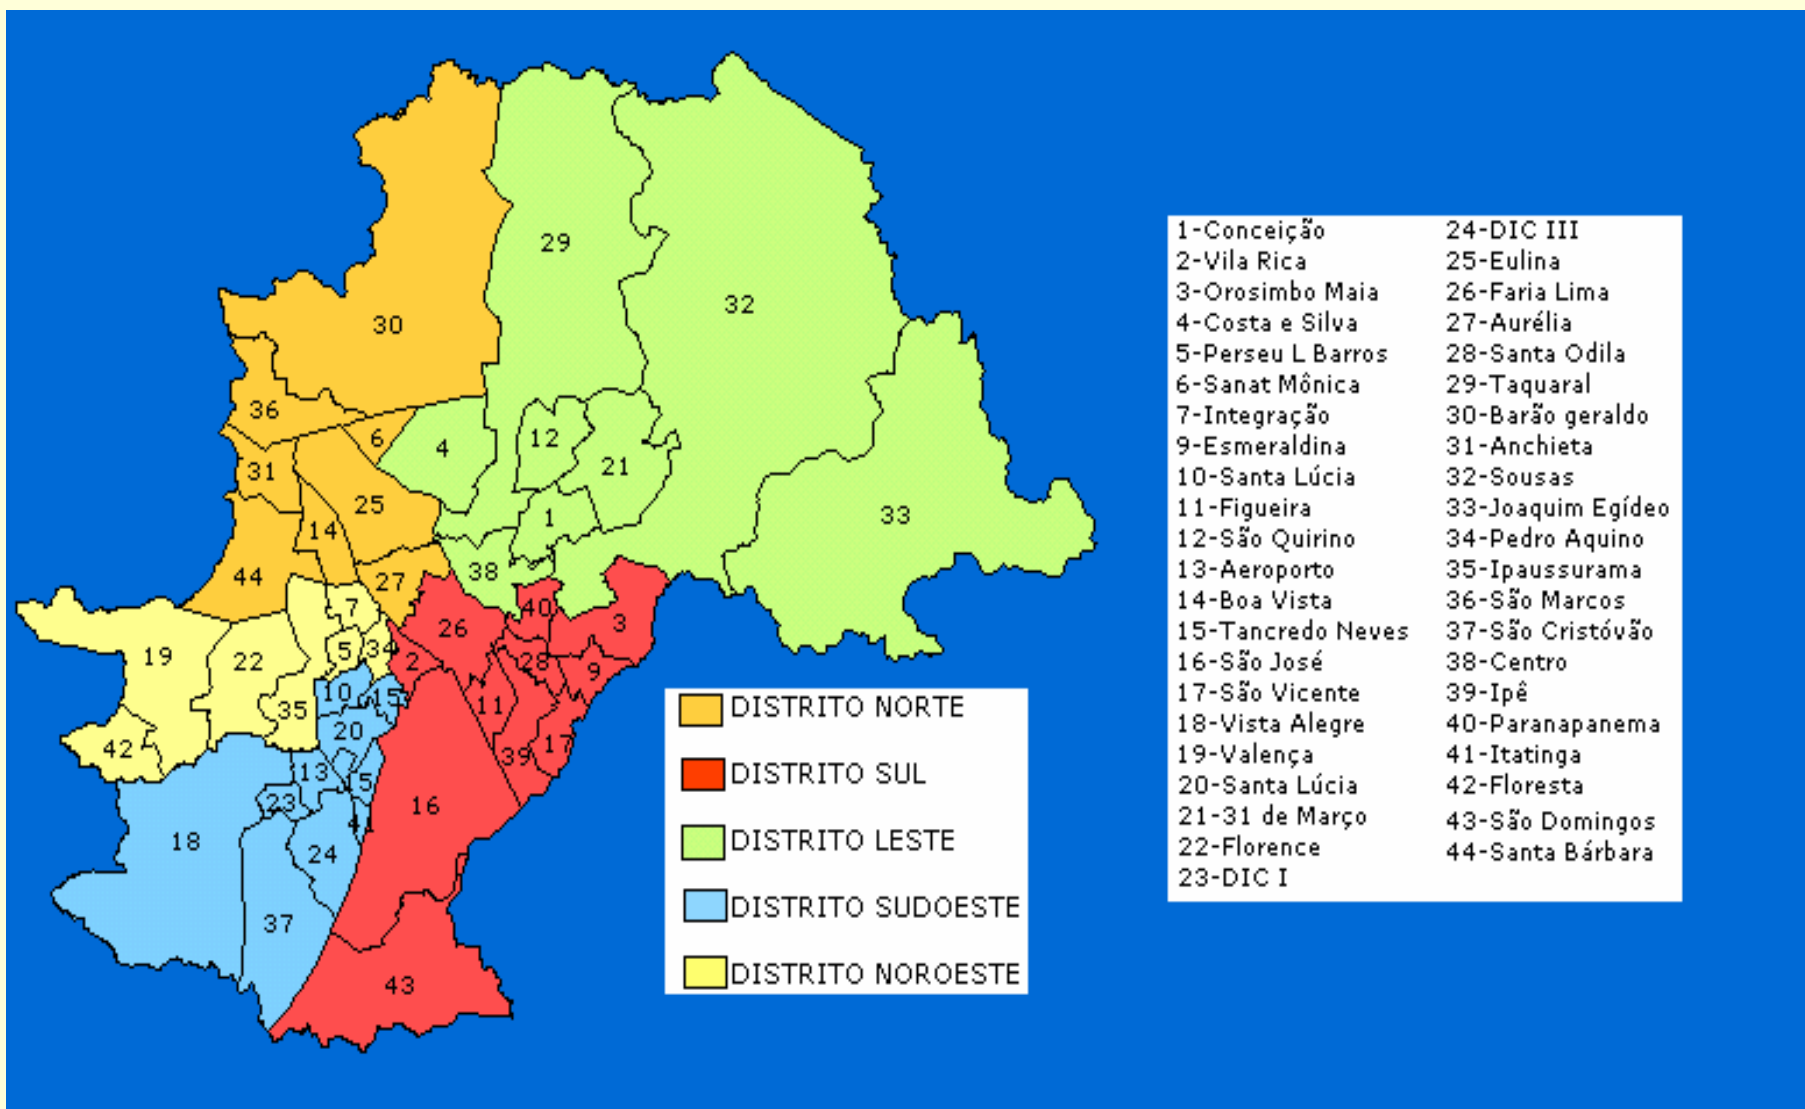 29
32
30
36
12
6
4
31
21
25
33
1
14
38
44
27
7
40
3
26
19
22
5
34
2
28
9
10
15
11
35
20
42
39
17
13
5
23
16
18
4
24
37
43
DISTRITO NORTE
DISTRITO SUL
DISTRITO LESTE
DISTRITO SUDOESTE
DISTRITO NOROESTE
1-Conceição
2-Vila Rica
3-Orosimbo Maia
4-Costa e Silva
5-Perseu L Barros
6-Sanat Mônica
7-Integração
9-Esmeraldina
10-Santa Lúcia
11-Figueira
12-São Quirino
13-Aeroporto
14-Boa Vista
15-Tancredo Neves
16-São José
17-São Vicente
18-Vista Alegre
19-Valença
20-Santa Lúcia
21-31 de Março
22-Florence
23-DIC I
24-DIC III
25-Eulina
26-Faria Lima
27-Aurélia
28-Santa Odila
29-Taquaral
30-Barão geraldo
31-Anchieta
32-Sousas
33-Joaquim Egídeo
34-Pedro Aquino
35-Ipaussurama
36-São Marcos
37-São Cristóvão
38-Centro
39-Ipê
40-Paranapanema
41-Itatinga
42-Floresta
43-São Domingos
44-Santa Bárbara